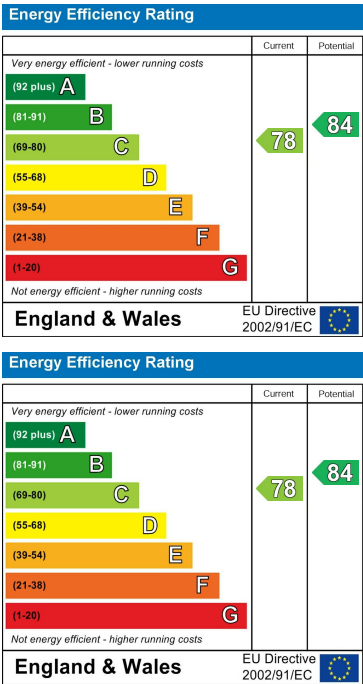 Energy Efficiency Rating
Current Potential
Very energy efficient - lower running costs
(92 plus) A
(81-91) B
(69-80) C
(55-68) D
(39-54) E
(21-38) F
(1-20) G
78
84
Not energy efficient - higher running costs
England & Wales
EU Directive
2002/91/EC
Energy Efficiency Rating
Current Potential
Very energy efficient - lower running costs
(92 plus) A
(81-91) B
(69-80) C
(55-68) D
(39-54) E
(21-38) F
(1-20) G
78
84
Not energy efficient - higher running costs
England & Wales
EU Directive
2002/91/EC